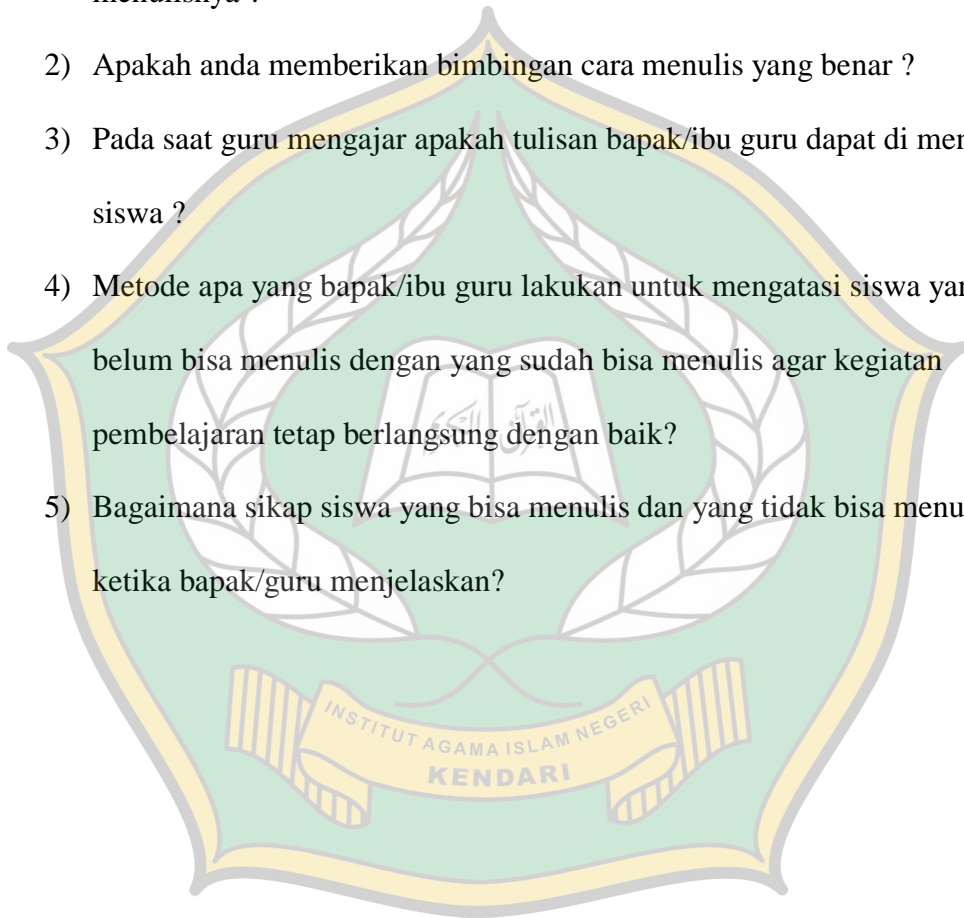 2) Apakah anda memberikan bimbingan cara menulis yang benar ?
3) Pada saat guru mengajar apakah tulisan bapak/ibu guru dapat di
siswa ?
4) Metode apa yang bapak/ibu guru lakukan untuk mengatasi siswa
belum bisa menulis dengan yang sudah bisa menulis agar kegiatan
pembelajaran tetap berlangsung dengan baik?
5) Bagaimana sikap siswa yang bisa menulis dan yang tidak bisa
ketika bapak/guru menjelaskan?
القرآن الكريم
INSTITUT AGAMA ISLAM NEGERI
KENDARI